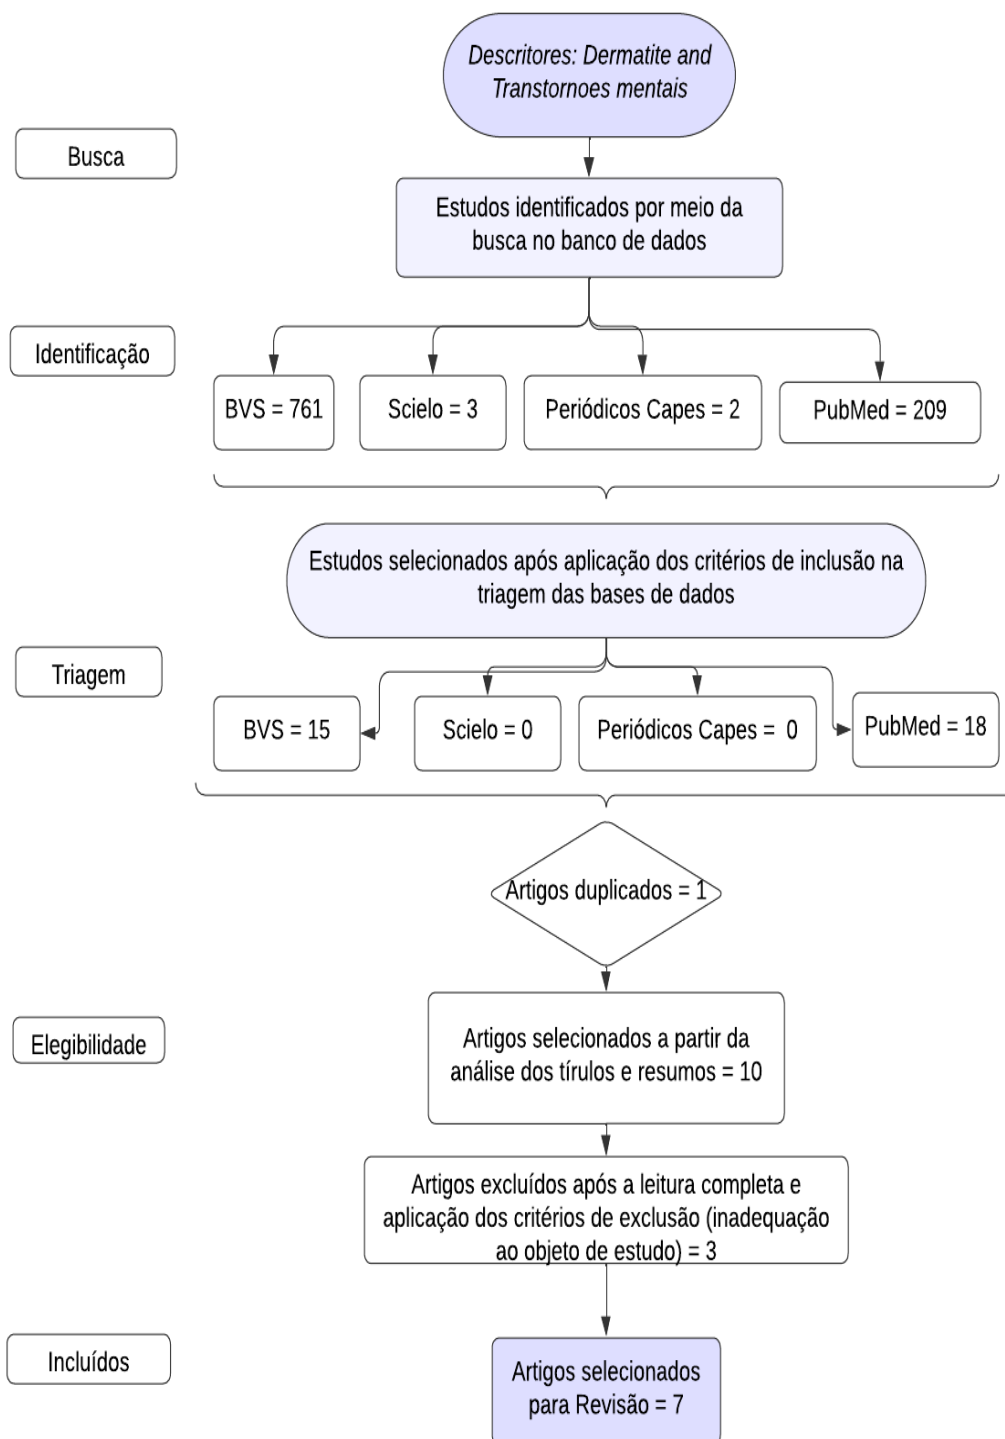 Descritores: Dermatite and
Transtornoes mentais
Busca
Estudos identificados por meio da
busca no banco de dados
Identificação
BVS = 761
Scielo = 3
Periódicos Capes = 2
PubMed = 209
Estudos selecionados após aplicação dos critérios de inclusão na
triagem das bases de dados
Triagem
BVS = 15
Scielo = 0
Periódicos Capes = 0
PubMed = 18
Artigos duplicados = 1
Elegibilidade
Artigos selecionados a partir da
análise dos tírulos e resumos = 10
Artigos excluídos após a leitura completa e
aplicação dos critérios de exclusão (inadequação
ao objeto de estudo) = 3
Incluídos
Artigos selecionados
para Revisão = 7